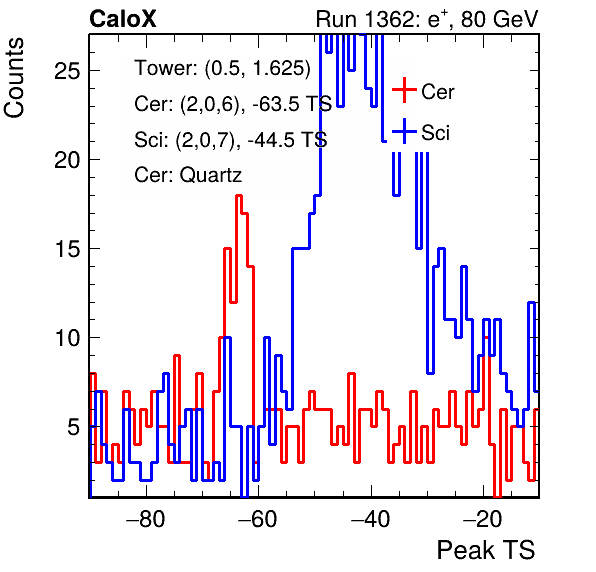 CaloX Run 1362: e⁺, 80 GeV
Counts
25
20
15
10
5
Tower: (0.5, 1.625)
Cer: (2,0,6), -63.5 TS
Sci: (2,0,7), -44.5 TS
Cer: Quartz
Cer
Sci
−80 −60 −40 −20
Peak TS